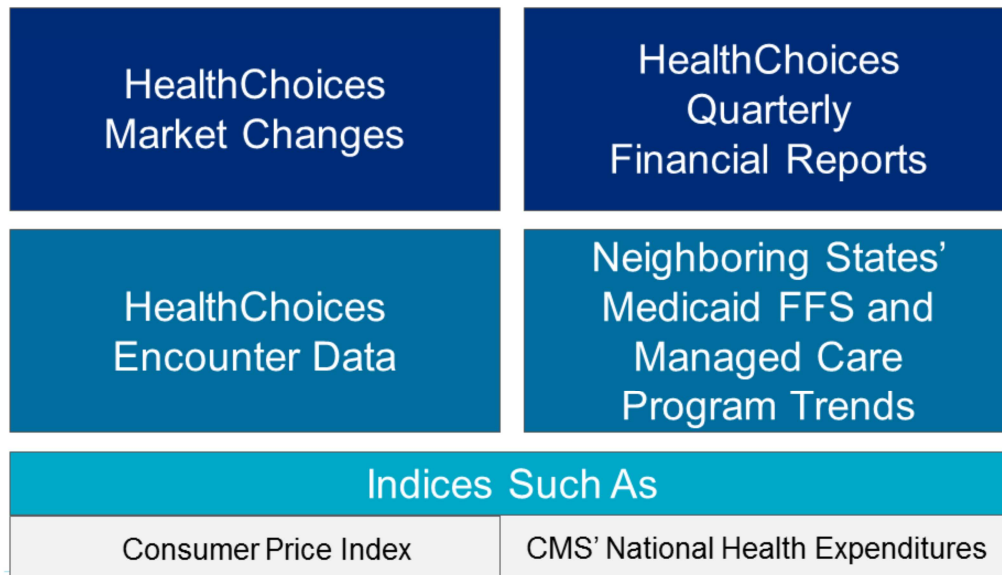 HealthChoices
Market Changes
HealthChoices
Quarterly
Financial Reports
HealthChoices
Encounter Data
Neighboring States’
Medicaid FFS and
Managed Care
Program Trends
Indices Such As
Consumer Price Index
CMS’ National Health Expenditures